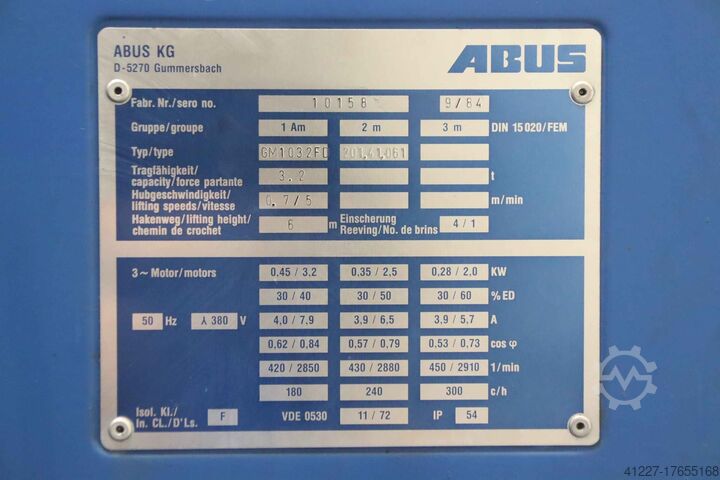 ABUS KG
D-5270 Gummersbach
ABUS
Fabr. Nr./sero no. 10158 9/84
Gruppe/groupe 1 Am 2 m 3 m DIN 15 020/FEM
Typ/type GM1032FD 201.41.061
Tragfähigkeit/
capacity/force partante 3.2 t
Hubgeschwindigkeit/
lifting speeds/vitesse 0.7/5 m/min
Hakenweg/lifting height/
chemin de crochet 6 m Einscherung
Reeving/No. de brins 4/1
3~ Motor/motors 0,45 / 3,2 0,35 / 2,5 0,28 / 2,0 KW
30 / 40 30 / 50 30 / 60 % ED
50 Hz ⅄ 380 V 4,0 / 7,9 3,9 / 6,5 3,9 / 5,7 A
0,62 / 0,84 0,57 / 0,79 0,53 / 0,73 cos φ
420 / 2850 430 / 2880 450 / 2910 1/min
180 240 300 c/h
Isol. Kl./
In. CL./D'Ls. F VDE 0530 11 / 72 IP 54
41227-17655168